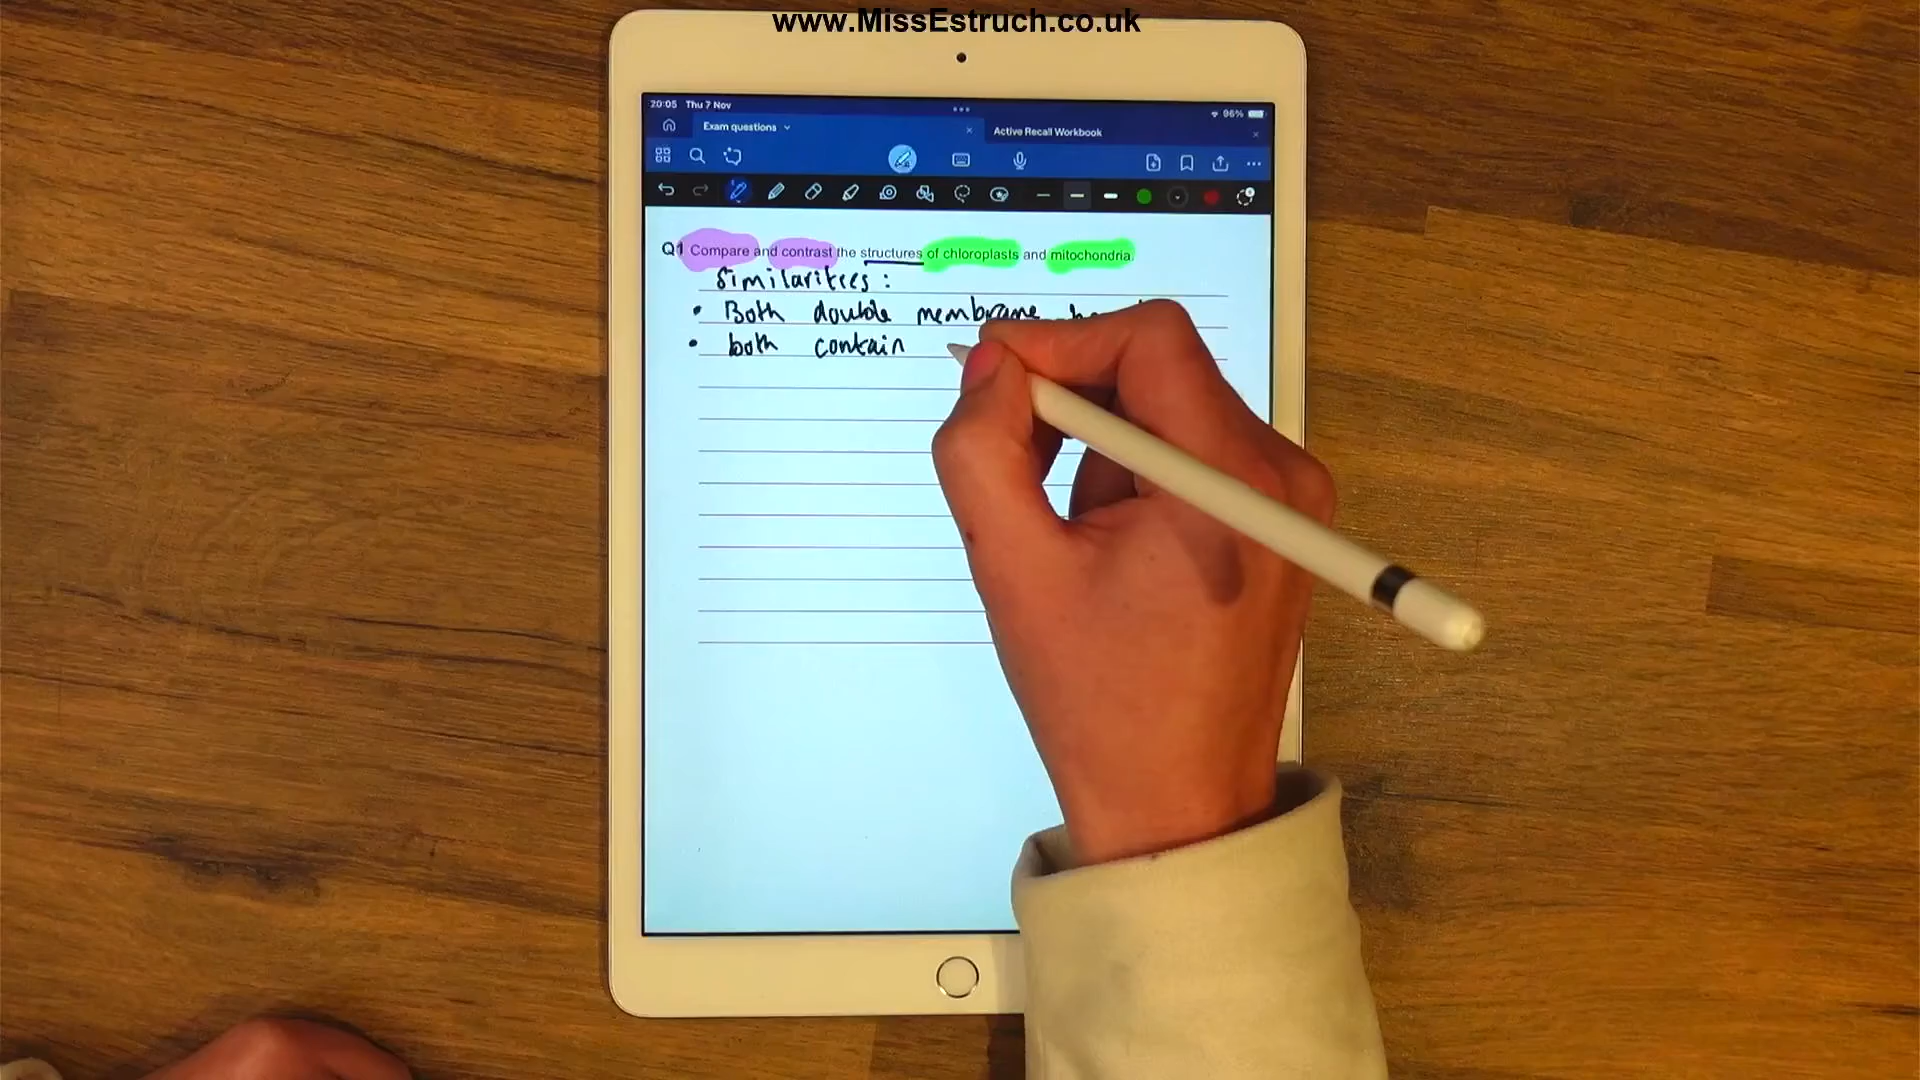 www.MissEstruch.co.uk
20:05 Thu 7 Nov
96%
Exam questions
Active Recall Workbook
Q1 Compare and contrast the structures of chloroplasts and mitochondria.
Similarities:
• Both double membrane
• both contain